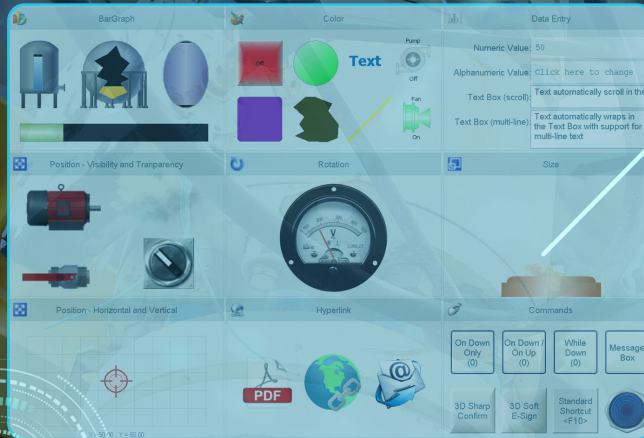 BarGraph
Color
Data Entry
Off
Text
Pump
Off
Fan
On
Numeric Value: 50
Alphanumeric Value: Click here to change
Text Box (scroll): Text automatically scroll in the
Text Box (multi-line): Text automatically wraps in
the Text Box with support for
multi-line text
Position - Visibility and Tranparency
Rotation
Size
V
Position - Horizontal and Vertical
Hyperlink
Commands
X = 50.00 , Y = 50.00
PDF
@
On Down
Only
(0)
On Down /
On Up
(0)
While
Down
(0)
Message
Box
3D Sharp
Confirm
3D Soft
E-Sign
Standard
Shortcut
<F10>